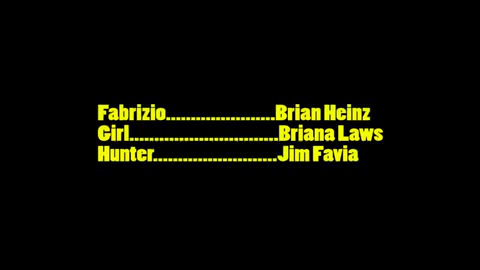 Fabrizio......................Brian Heinz
Girl..............................Briana Laws
Hunter.........................Jim Favia